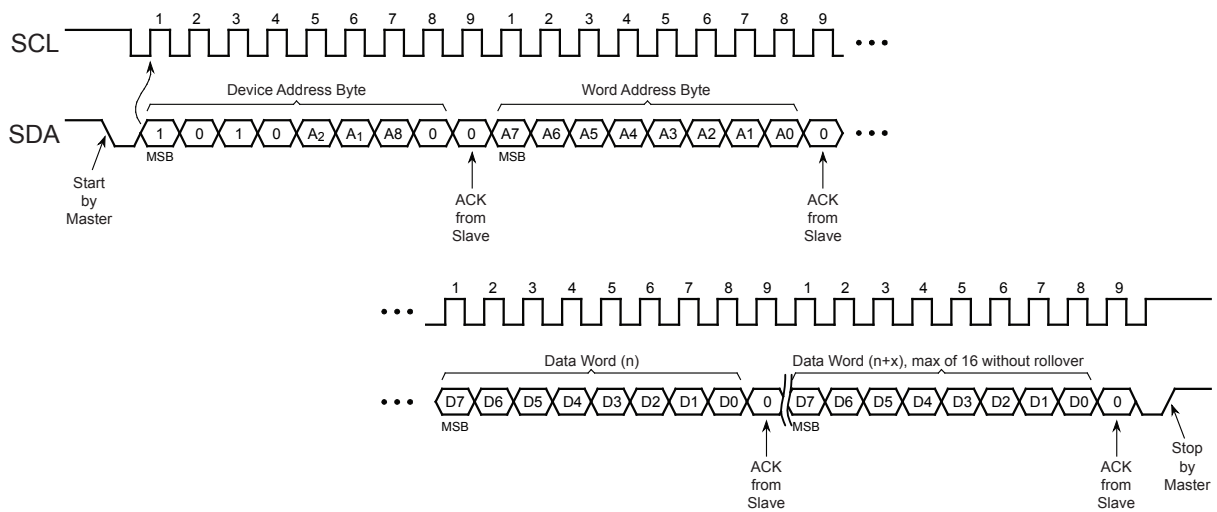 1 2 3 4 5 6 7 8 9 1 2 3 4 5 6 7 8 9
SCL
Device Address Byte Word Address Byte
SDA 1 0 1 0 A2 A1 A8 0 0 A7 A6 A5 A4 A3 A2 A1 A0 0
MSB MSB
Start
by
Master
ACK
from
Slave
ACK
from
Slave
1 2 3 4 5 6 7 8 9 1 2 3 4 5 6 7 8 9
Data Word (n) Data Word (n+x), max of 16 without rollover
D7 D6 D5 D4 D3 D2 D1 D0 0 D7 D6 D5 D4 D3 D2 D1 D0 0
MSB MSB
ACK
from
Slave
ACK
from
Slave
Stop
by
Master